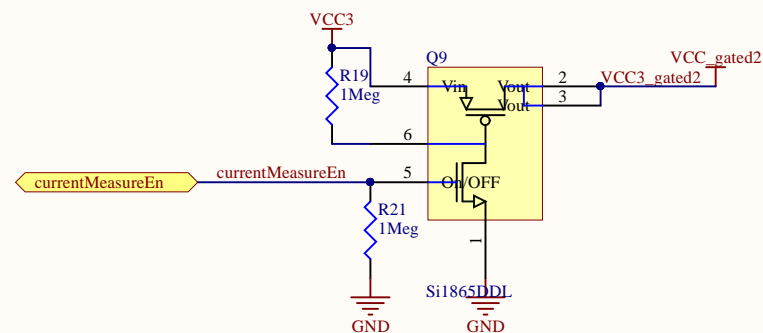 VCC3
Q9
VCC_gated2
R19
1Meg
4
Vin
Vout
2
VCC3_gated2
Vout
3
6
currentMeasureEn
currentMeasureEn
5
On/OFF
R21
1Meg
1
Si1865DDL
GND
GND